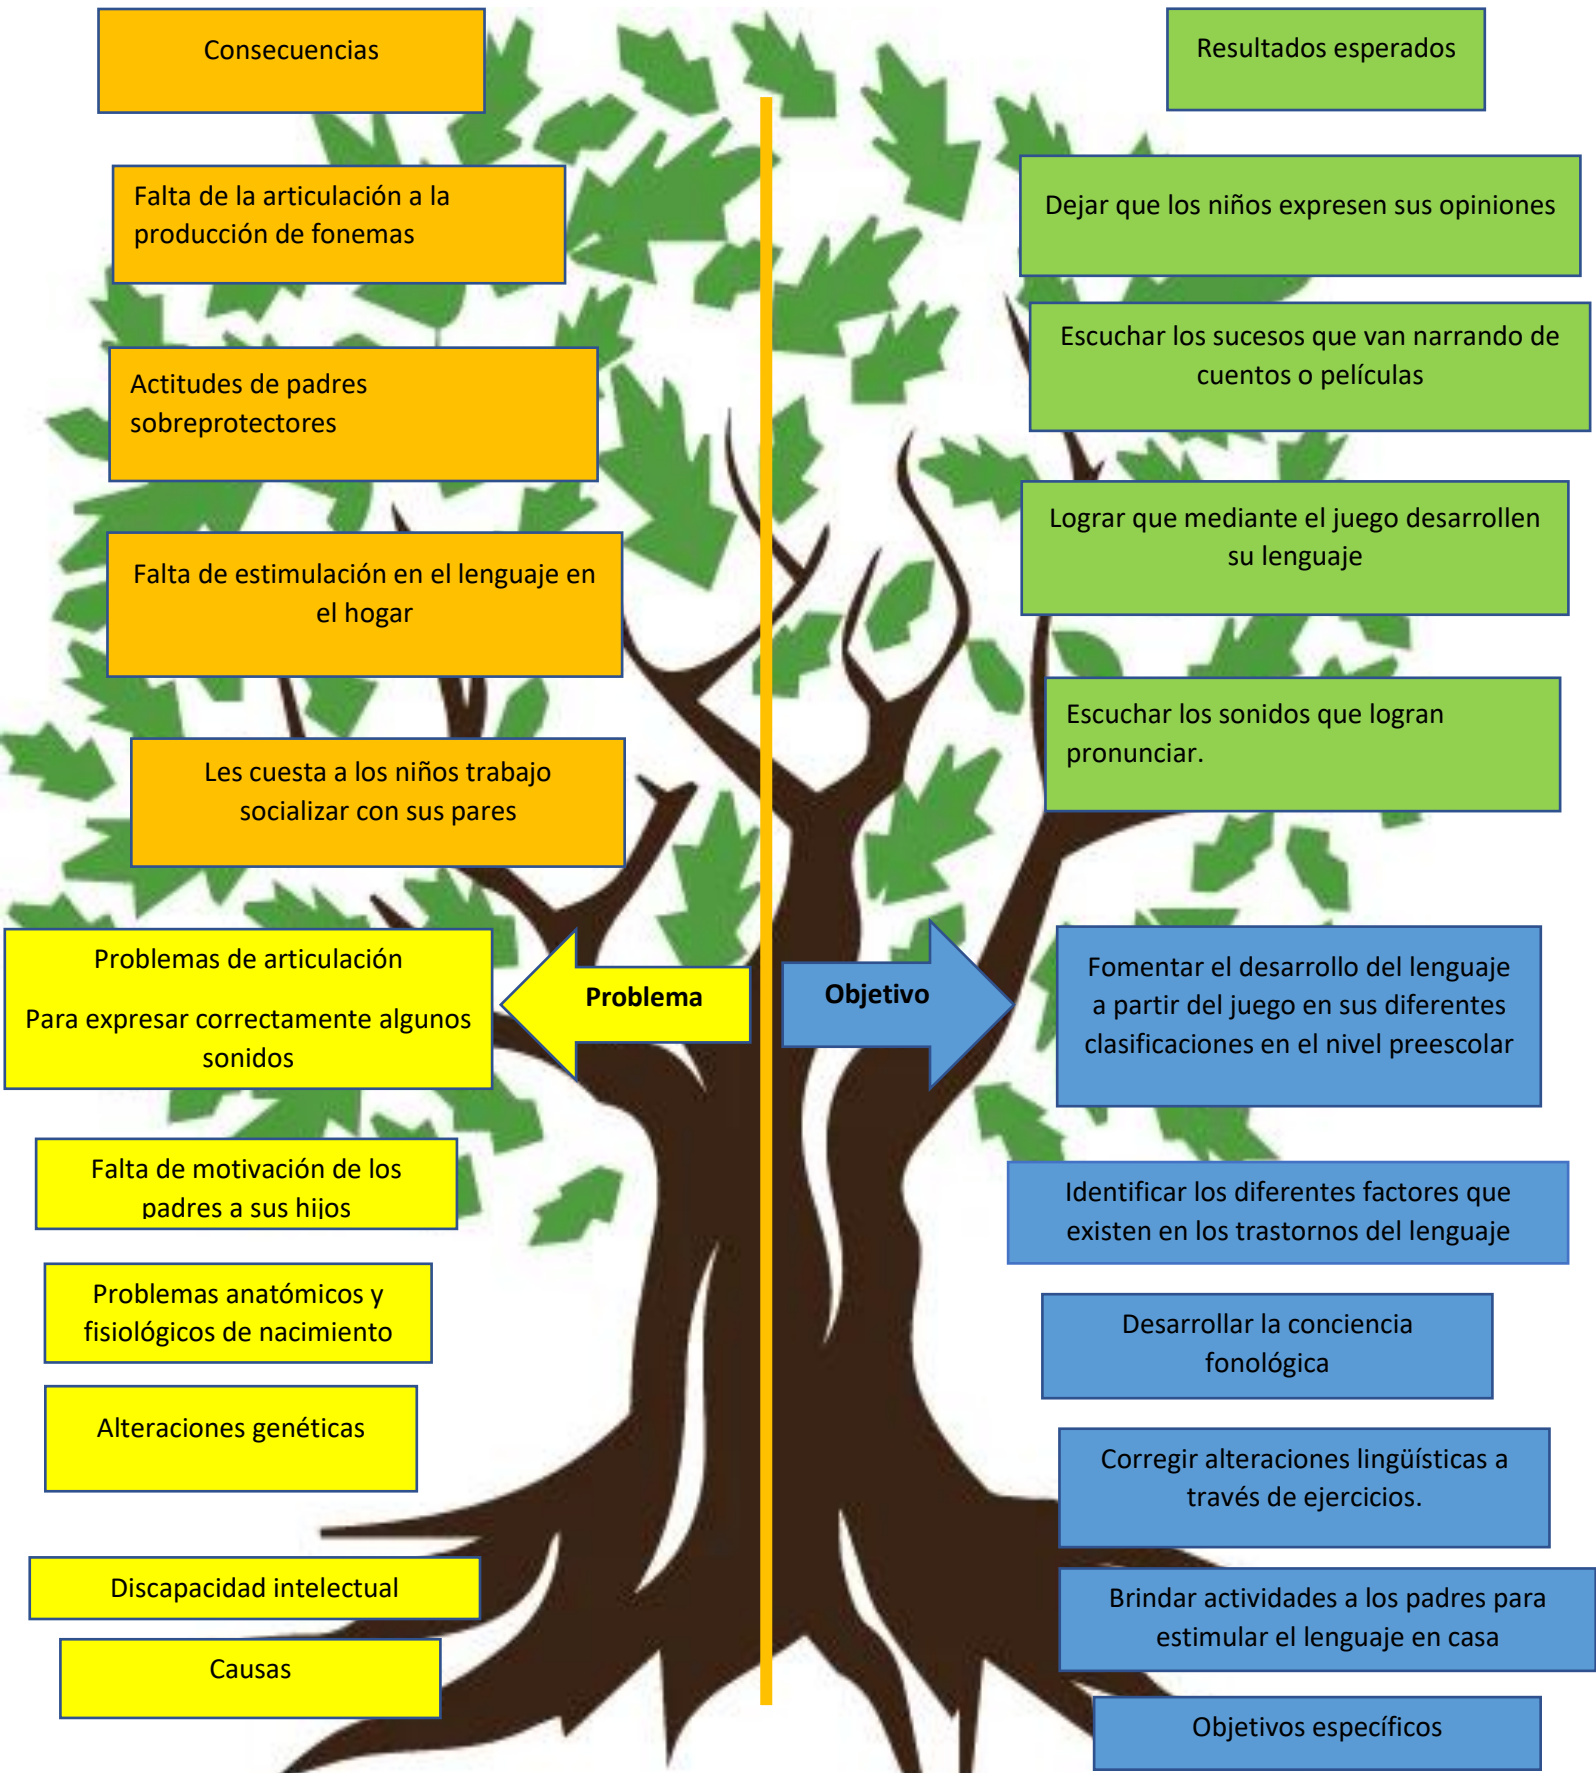 Consecuencias
Falta de la articulación a la
producción de fonemas
Actitudes de padres
sobreprotectores
Falta de estimulación en el lenguaje en
el hogar
Les cuesta a los niños trabajo
socializar con sus pares
Problemas de articulación
Para expresar correctamente algunos
sonidos
Problema
Falta de motivación de los
padres a sus hijos
Problemas anatómicos y
fisiológicos de nacimiento
Alteraciones genéticas
Discapacidad intelectual
Causas
Resultados esperados
Dejar que los niños expresen sus opiniones
Escuchar los sucesos que van narrando de
cuentos o películas
Lograr que mediante el juego desarrollen
su lenguaje
Escuchar los sonidos que logran
pronunciar.
Objetivo
Fomentar el desarrollo del lenguaje
a partir del juego en sus diferentes
clasificaciones en el nivel preescolar
Identificar los diferentes factores que
existen en los trastornos del lenguaje
Desarrollar la conciencia
fonológica
Corregir alteraciones lingüísticas a
través de ejercicios.
Brindar actividades a los padres para
estimular el lenguaje en casa
Objetivos específicos